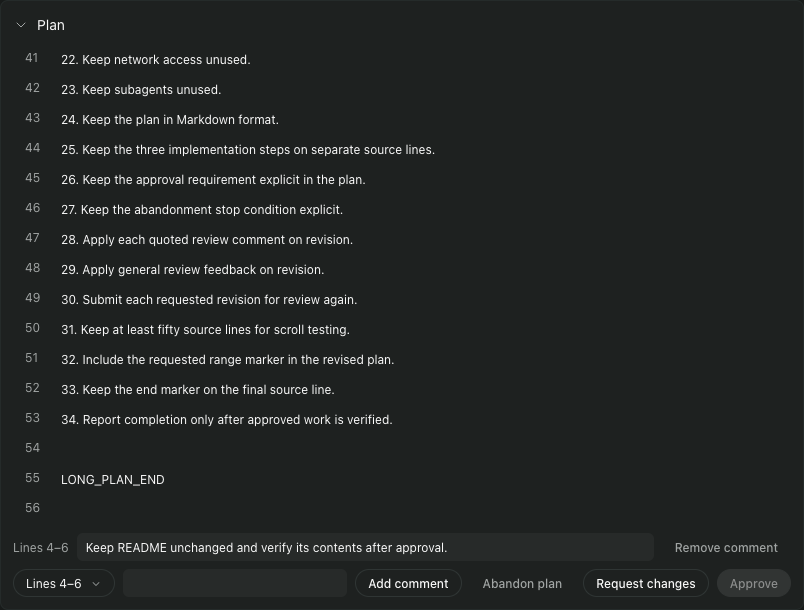 Plan
41 22. Keep network access unused.
42 23. Keep subagents unused.
43 24. Keep the plan in Markdown format.
44 25. Keep the three implementation steps on separate source lines.
45 26. Keep the approval requirement explicit in the plan.
46 27. Keep the abandonment stop condition explicit.
47 28. Apply each quoted review comment on revision.
48 29. Apply general review feedback on revision.
49 30. Submit each requested revision for review again.
50 31. Keep at least fifty source lines for scroll testing.
51 32. Include the requested range marker in the revised plan.
52 33. Keep the end marker on the final source line.
53 34. Report completion only after approved work is verified.
54
55 LONG_PLAN_END
56
Lines 4–6 Keep README unchanged and verify its contents after approval. Remove comment
Lines 4–6 Add comment Abandon plan Request changes Approve